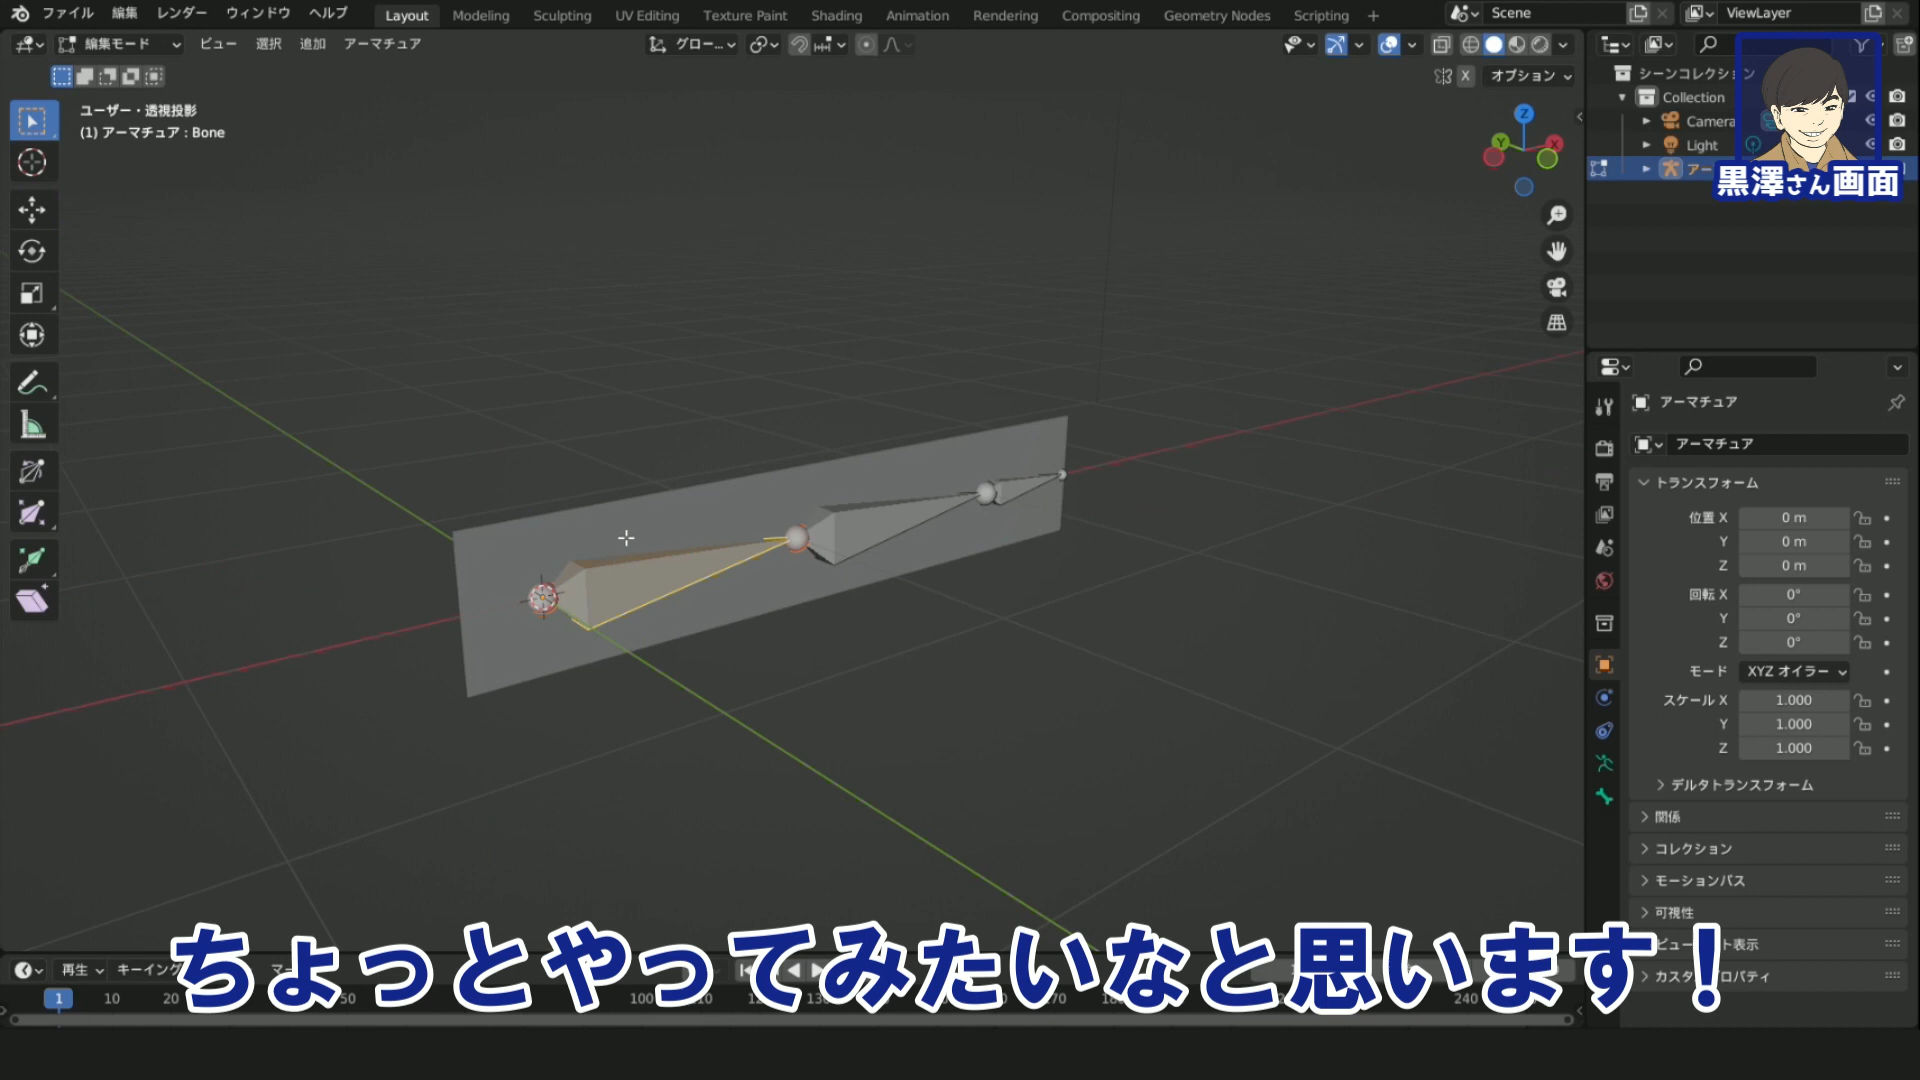 ファイル 編集 レンダー ウィンドウ ヘルプ Layout Modeling Sculpting UV Editing Texture Paint Shading Animation Rendering Compositing Geometry Nodes Scripting + Scene ViewLayer
編集モード ビュー 選択 追加 アーマチュア グロー...
X オプション
ユーザー・透視投影
(1) アーマチュア : Bone
Z
Y
X
シーンコレクション
Collection
Camera
Light
アー
黒澤さん画面
アーマチュア
アーマチュア
トランスフォーム
位置 X 0 m
Y 0 m
Z 0 m
回転 X 0°
Y 0°
Z 0°
モード XYZ オイラー
スケール X 1.000
Y 1.000
Z 1.000
デルタトランスフォーム
関係
コレクション
モーションパス
可視性
ビュー ト表示
カスタ プロパティ
再生 キーイング マー
1 10 20 50 100 110 130 170 240
ちょっとやってみたいなと思います！